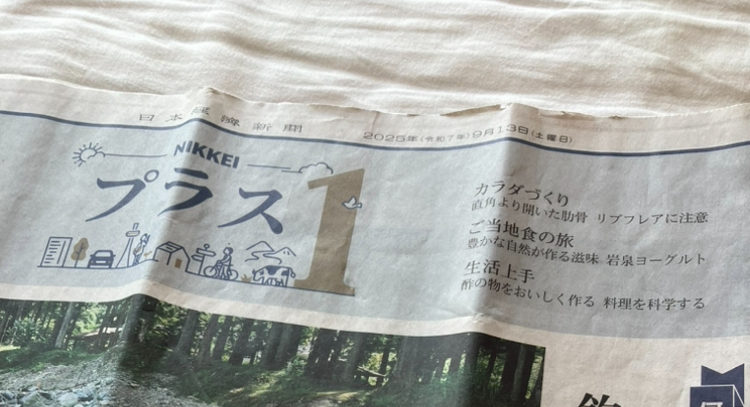 日本経済新聞
2025年(令和7年)9月13日(土曜日)
NIKKEI
プラス1
カラダづくり
直角より開いた肋骨 リブフレアに注意
ご当地食の旅
豊かな自然が作る滋味 岩泉ヨーグルト
生活上手
酢の物をおいしく作る 料理を科学する